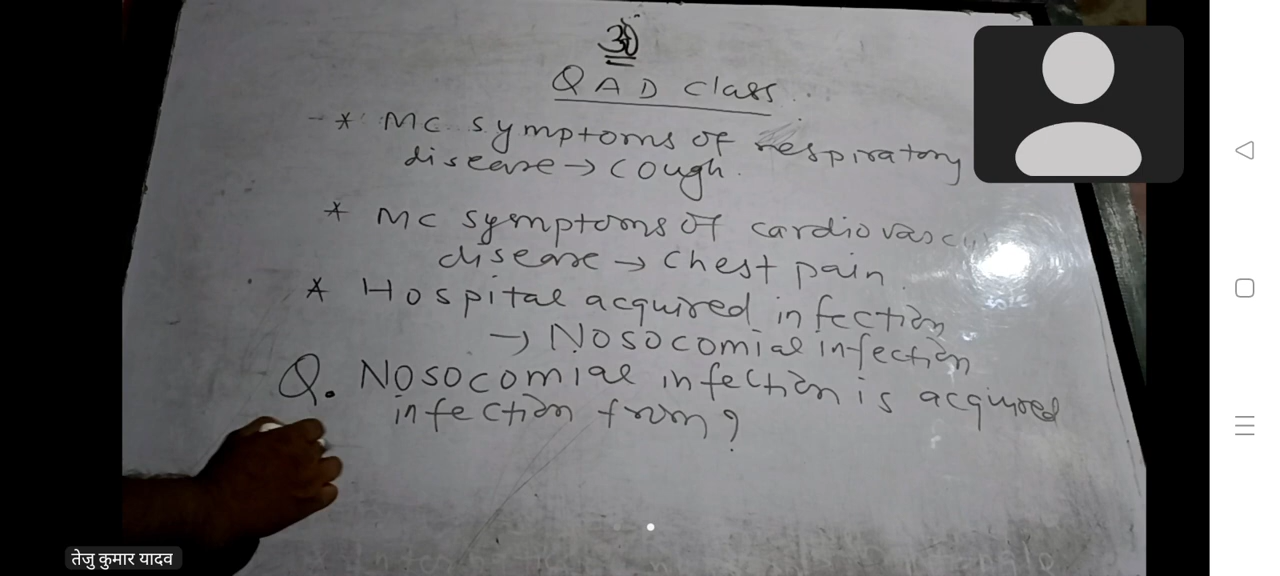 ॐ
QAD class
* Mc symptoms of respiratory
disease → cough.
* Mc symptoms of cardiovascu
disease → chest pain.
* Hospital acquired infection
→ Nosocomial infection
Q. Nosocomial infection is acquired
infection from?
तेजु कुमार यादव